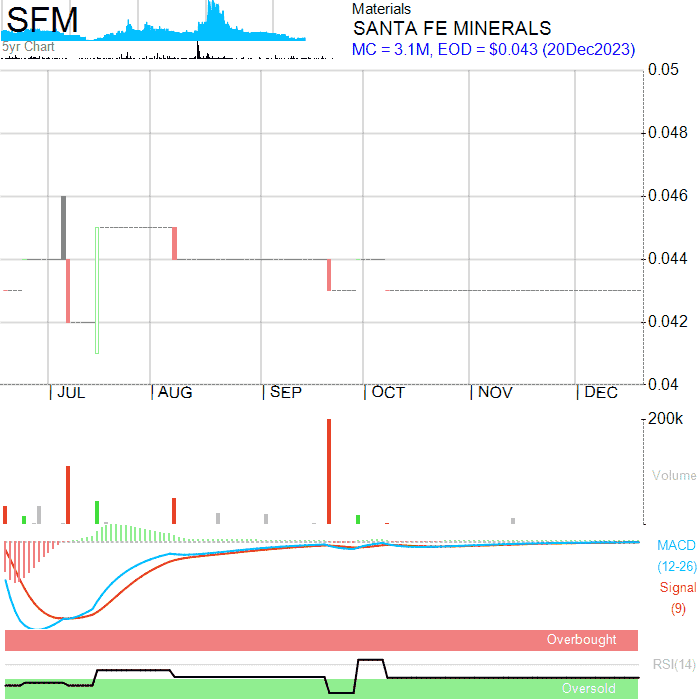 SFM
5yr Chart
Materials
SANTA FE MINERALS
MC = 3.1M, EOD = $0.043 (20Dec2023)
0.05
0.048
0.046
0.044
0.042
0.04
JUL AUG SEP OCT NOV DEC
200k
Volume
MACD
(12-26)
Signal
(9)
Overbought
RSI(14)
Oversold